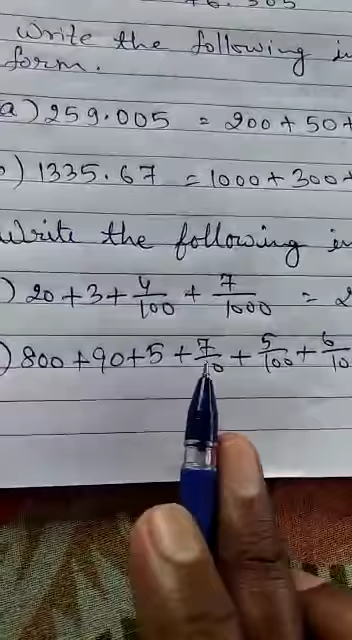 Write the following in
form.
a) 259.005 = 200 + 50 +
) 1335.67 = 1000 + 300 +
Write the following in
) 20 + 3 + 4/100 + 7/1000 = 2
) 800 + 90 + 5 + 7/10 + 5/100 + 6/10